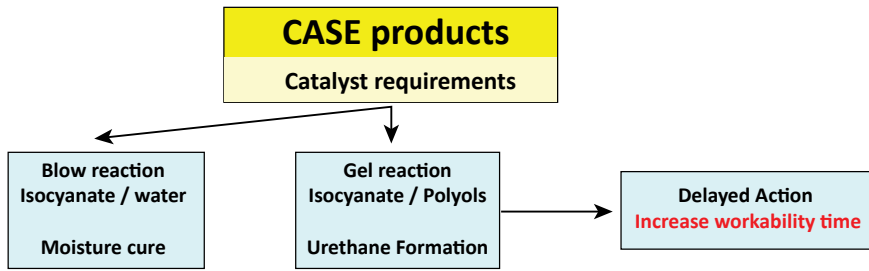 CASE products
Catalyst requirements
Blow reaction
Isocyanate / water
Moisture cure
Gel reaction
Isocyanate / Polyols
Urethane Formation
Delayed Action
Increase workability time